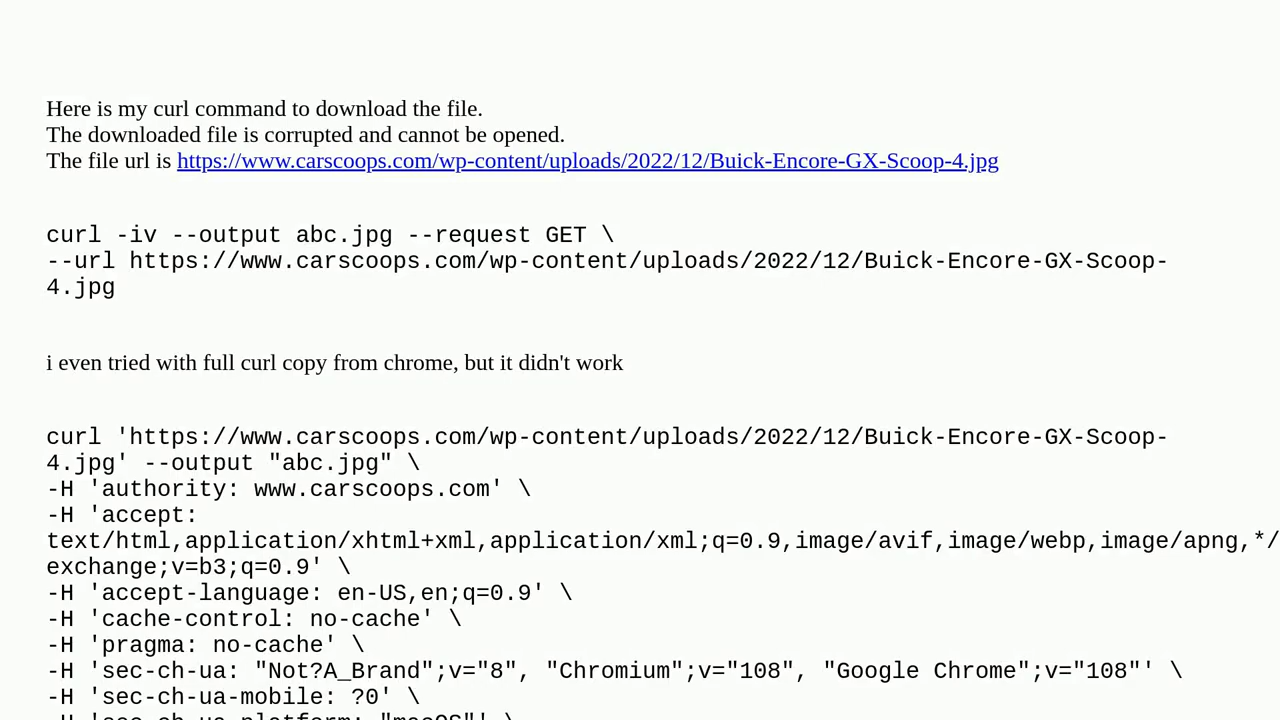 Here is my curl command to download the file.
The downloaded file is corrupted and cannot be opened.
The file url is https://www.carscoops.com/wp-content/uploads/2022/12/Buick-Encore-GX-Scoop-4.jpg
curl -iv --output abc.jpg --request GET \
--url https://www.carscoops.com/wp-content/uploads/2022/12/Buick-Encore-GX-Scoop-
4.jpg
i even tried with full curl copy from chrome, but it didn't work
curl 'https://www.carscoops.com/wp-content/uploads/2022/12/Buick-Encore-GX-Scoop-
4.jpg' --output "abc.jpg" \
-H 'authority: www.carscoops.com' \
-H 'accept:
text/html,application/xhtml+xml,application/xml;q=0.9,image/avif,image/webp,image/apng,*/
exchange;v=b3;q=0.9' \
-H 'accept-language: en-US,en;q=0.9' \
-H 'cache-control: no-cache' \
-H 'pragma: no-cache' \
-H 'sec-ch-ua: "Not?A_Brand";v="8", "Chromium";v="108", "Google Chrome";v="108"' \
-H 'sec-ch-ua-mobile: ?0' \
-H 'sec-ch-ua-platform: "macOS"' \